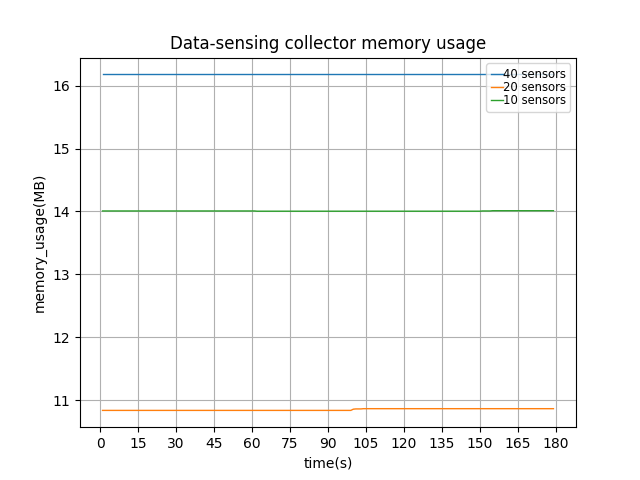 Data-sensing collector memory usage
40 sensors
20 sensors
10 sensors
memory_usage(MB)
16
15
14
13
12
11
0 15 30 45 60 75 90 105 120 135 150 165 180
time(s)